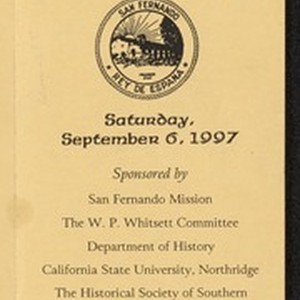 SAN FERNANDO
REY DE ESPAÑA
Saturday,
September 6, 1997
Sponsored by
San Fernando Mission
The W. P. Whitsett Committee
Department of History
California State University, Northridge
The Historical Society of Southern